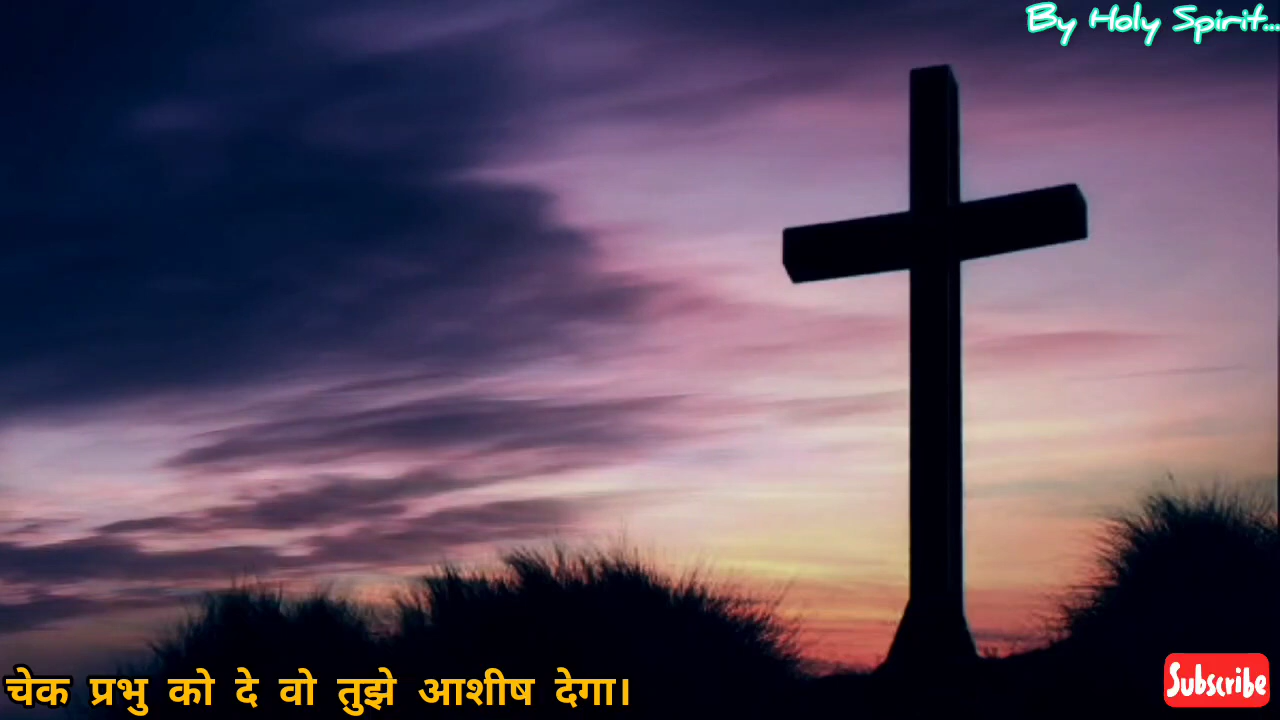 By Holy Spirit...
चेक प्रभु को दे वो तुझे आशीष देगा।
Subscribe